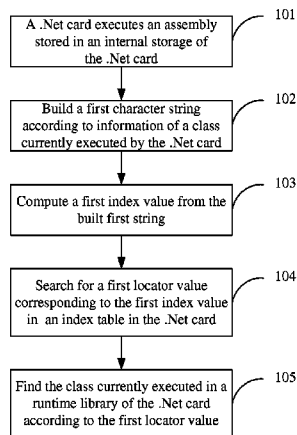 A .Net card executes an assembly
stored in an internal storage of
the .Net card
101
Build a first character string
according to information of a class
currently executed by the .Net card
102
Compute a first index value from the
built first string
103
Search for a first locator value
corresponding to the first index value
in an index table in the .Net card
104
Find the class currently executed in a
runtime library of the .Net card
according to the first locator value
105